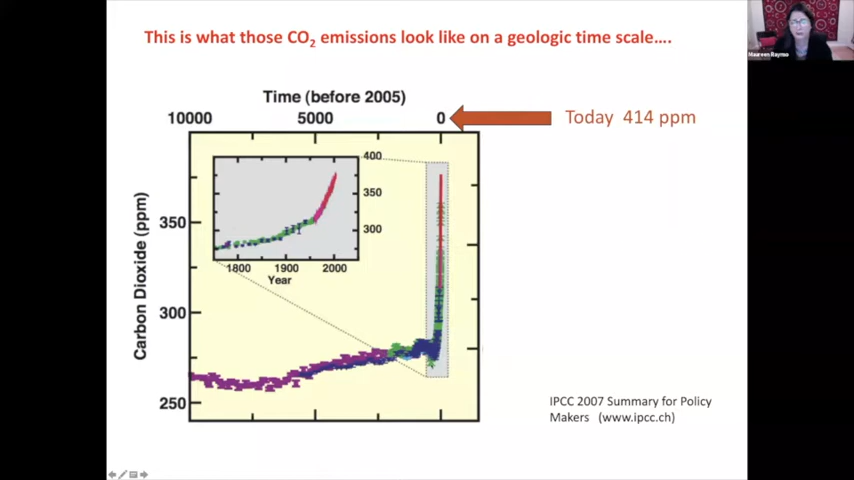 This is what those CO₂ emissions look like on a geologic time scale....
Maureen Raymo
Time (before 2005)
10000 5000 0
Today 414 ppm
Carbon Dioxide (ppm)
350
300
250
400
350
300
1800 1900 2000
Year
IPCC 2007 Summary for Policy
Makers (www.ipcc.ch)